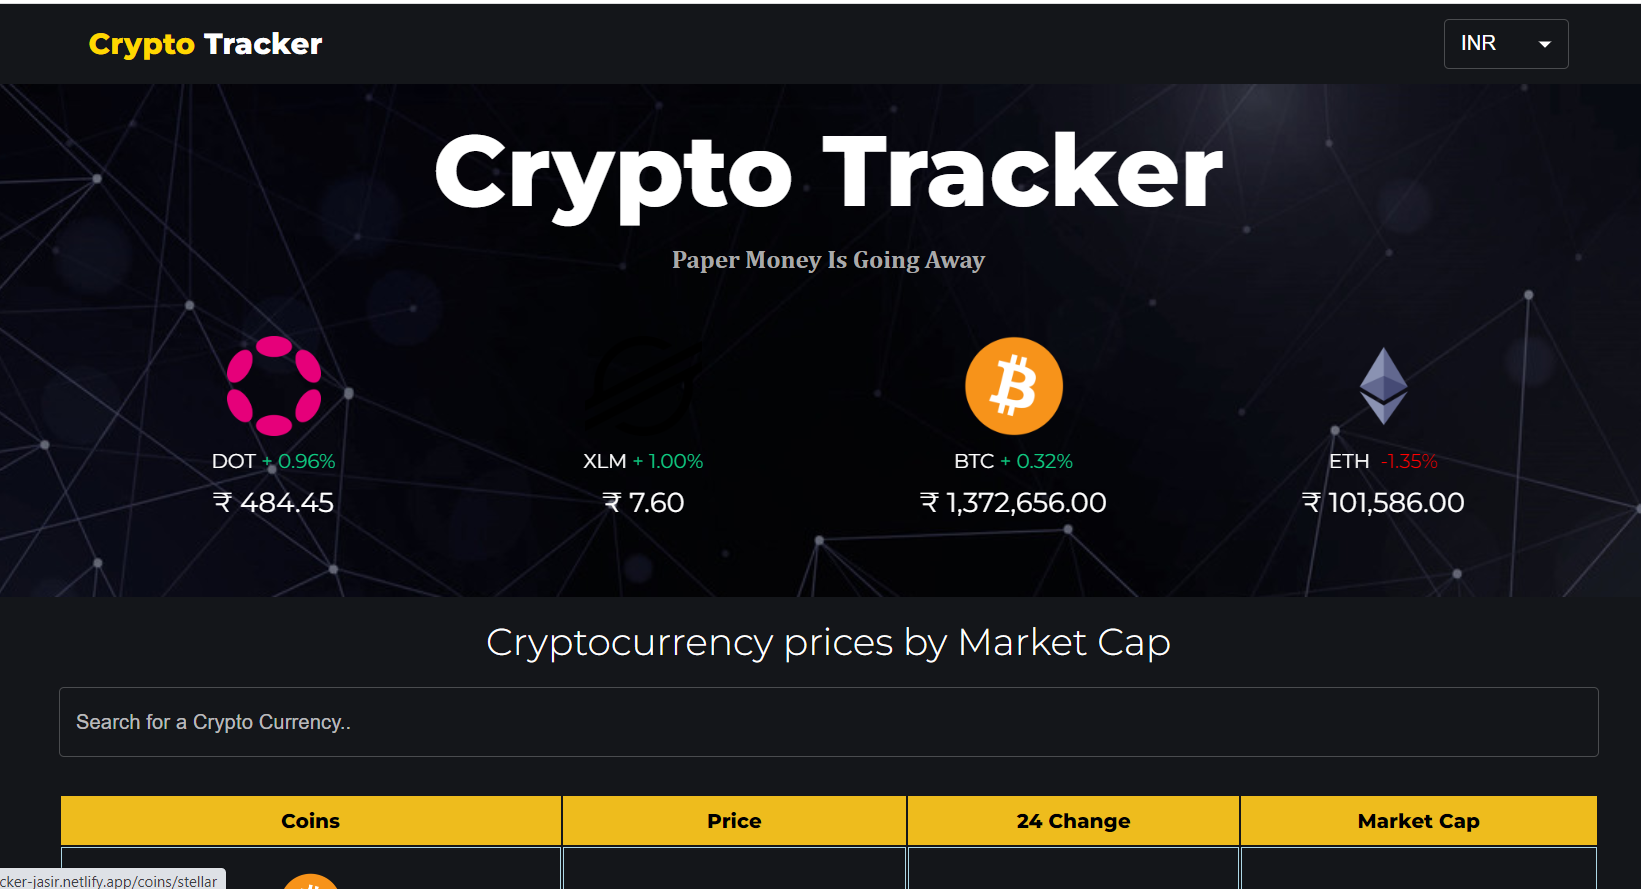 Crypto Tracker
INR
Crypto Tracker
Paper Money Is Going Away
DOT + 0.96%
XLM + 1.00%
BTC + 0.32%
ETH -1.35%
₹ 484.45
₹ 7.60
₹ 1,372,656.00
₹ 101,586.00
Cryptocurrency prices by Market Cap
Search for a Crypto Currency..
Coins
Price
24 Change
Market Cap
cker-jasir.netlify.app/coins/stellar